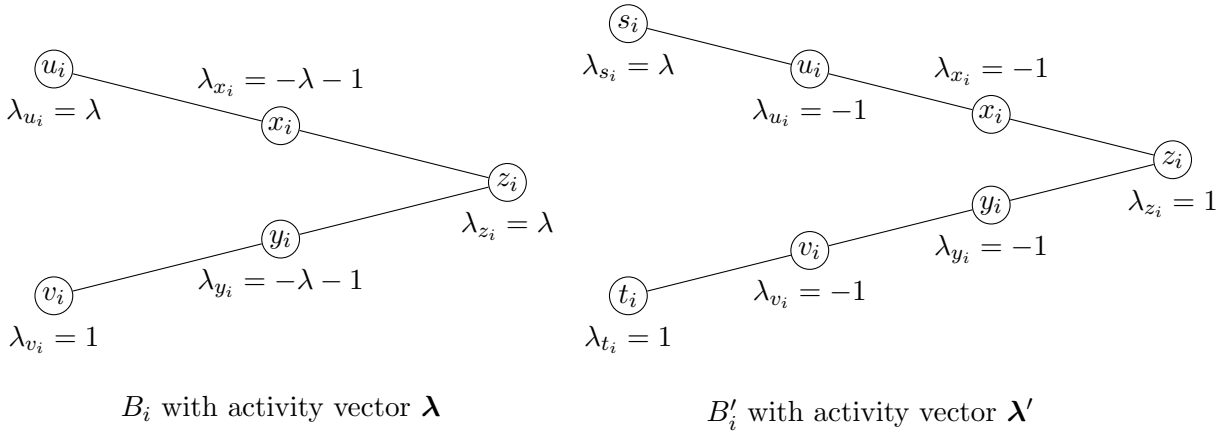 u_i
λ_{u_i} = λ
λ_{x_i} = −λ − 1
x_i
z_i
λ_{z_i} = λ
y_i
λ_{y_i} = −λ − 1
v_i
λ_{v_i} = 1
B_i with activity vector λ
s_i
λ_{s_i} = λ
u_i
λ_{u_i} = −1
λ_{x_i} = −1
x_i
z_i
λ_{z_i} = 1
y_i
λ_{y_i} = −1
v_i
λ_{v_i} = −1
t_i
λ_{t_i} = 1
B′_i with activity vector λ′